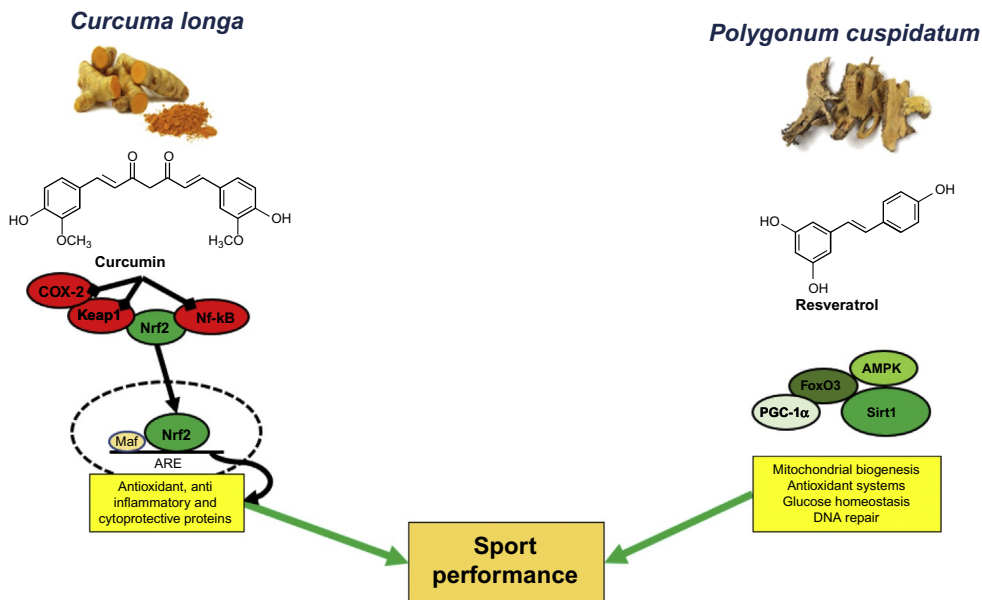 Curcuma longa
O
O
HO
OCH3
H3CO
OH
Curcumin
COX-2
Keap1
Nrf2
Nf-kB
Maf
Nrf2
ARE
Antioxidant, anti
inflammatory and
cytoprotective proteins
Polygonum cuspidatum
OH
HO
OH
Resveratrol
AMPK
FoxO3
PGC-1α
Sirt1
Mitochondrial biogenesis
Antioxidant systems
Glucose homeostasis
DNA repair
Sport
performance